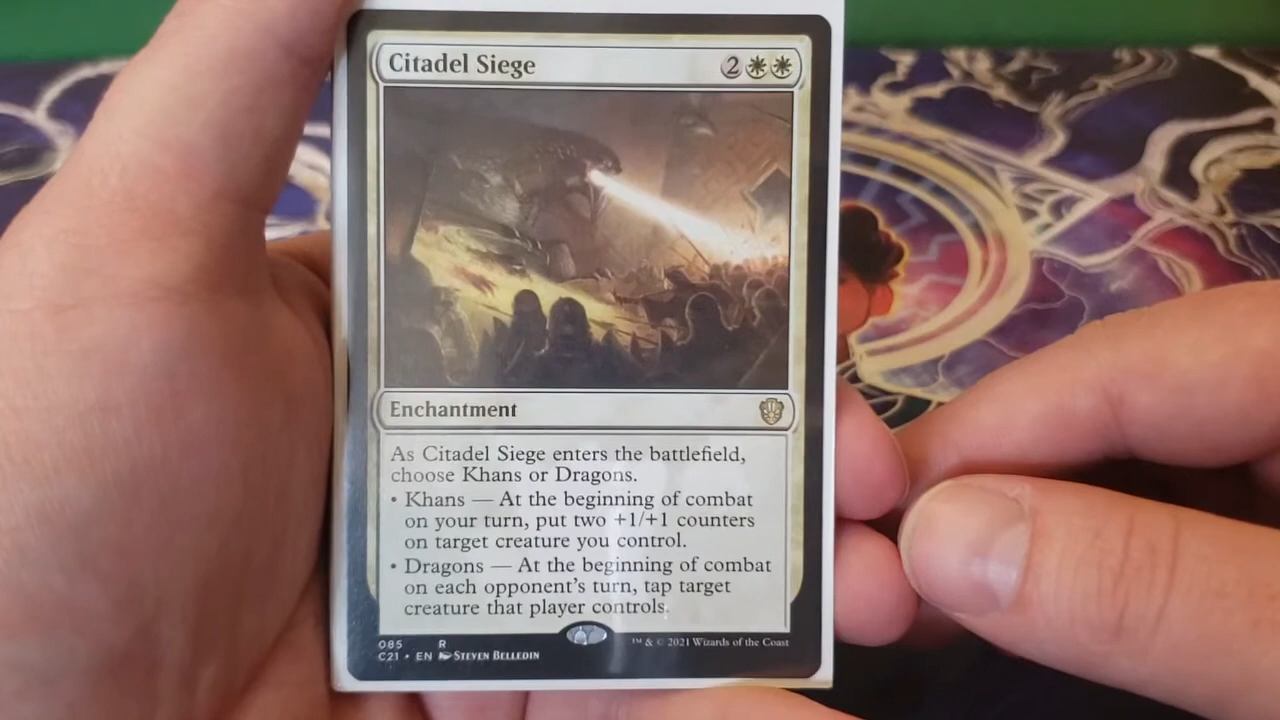 Citadel Siege 2
Enchantment
As Citadel Siege enters the battlefield,
choose Khans or Dragons.
• Khans — At the beginning of combat
on your turn, put two +1/+1 counters
on target creature you control.
• Dragons — At the beginning of combat
on each opponent's turn, tap target
creature that player controls.
085 R
C21 • EN STEVEN BELLEDIN
™ & © 2021 Wizards of the Coast